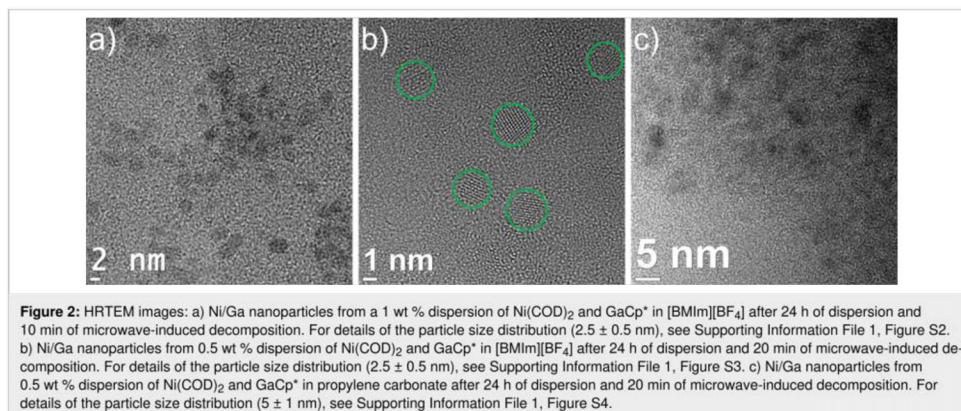 a) b) c)
2 nm 1 nm 5 nm
Figure 2: HRTEM images: a) Ni/Ga nanoparticles from a 1 wt % dispersion of Ni(COD)2 and GaCp* in [BMIm][BF4] after 24 h of dispersion and
10 min of microwave-induced decomposition. For details of the particle size distribution (2.5 ± 0.5 nm), see Supporting Information File 1, Figure S2.
b) Ni/Ga nanoparticles from 0.5 wt % dispersion of Ni(COD)2 and GaCp* in [BMIm][BF4] after 24 h of dispersion and 20 min of microwave-induced de-
composition. For details of the particle size distribution (2.5 ± 0.5 nm), see Supporting Information File 1, Figure S3. c) Ni/Ga nanoparticles from
0.5 wt % dispersion of Ni(COD)2 and GaCp* in propylene carbonate after 24 h of dispersion and 20 min of microwave-induced decomposition. For
details of the particle size distribution (5 ± 1 nm), see Supporting Information File 1, Figure S4.